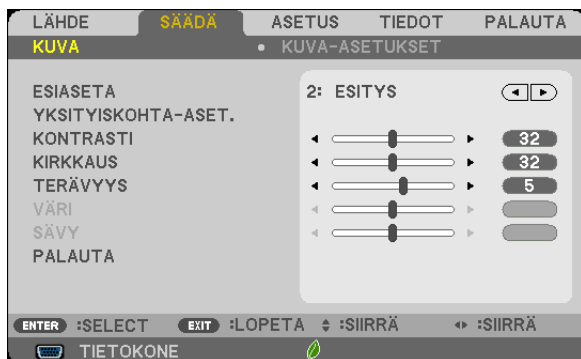 LÄHDE SÄÄDÄ ASETUS TIEDOT PALAUTA
KUVA • KUVA-ASETUKSET
ESIASETA 2: ESITYS
YKSITYISKOHTA-ASET.
KONTRASTI 32
KIRKKAUS 32
TERÄVYYS 5
VÄRI
SÄVY
PALAUTA
ENTER :SELECT EXIT :LOPETA :SIIRRÄ :SIIRRÄ
TIETOKONE